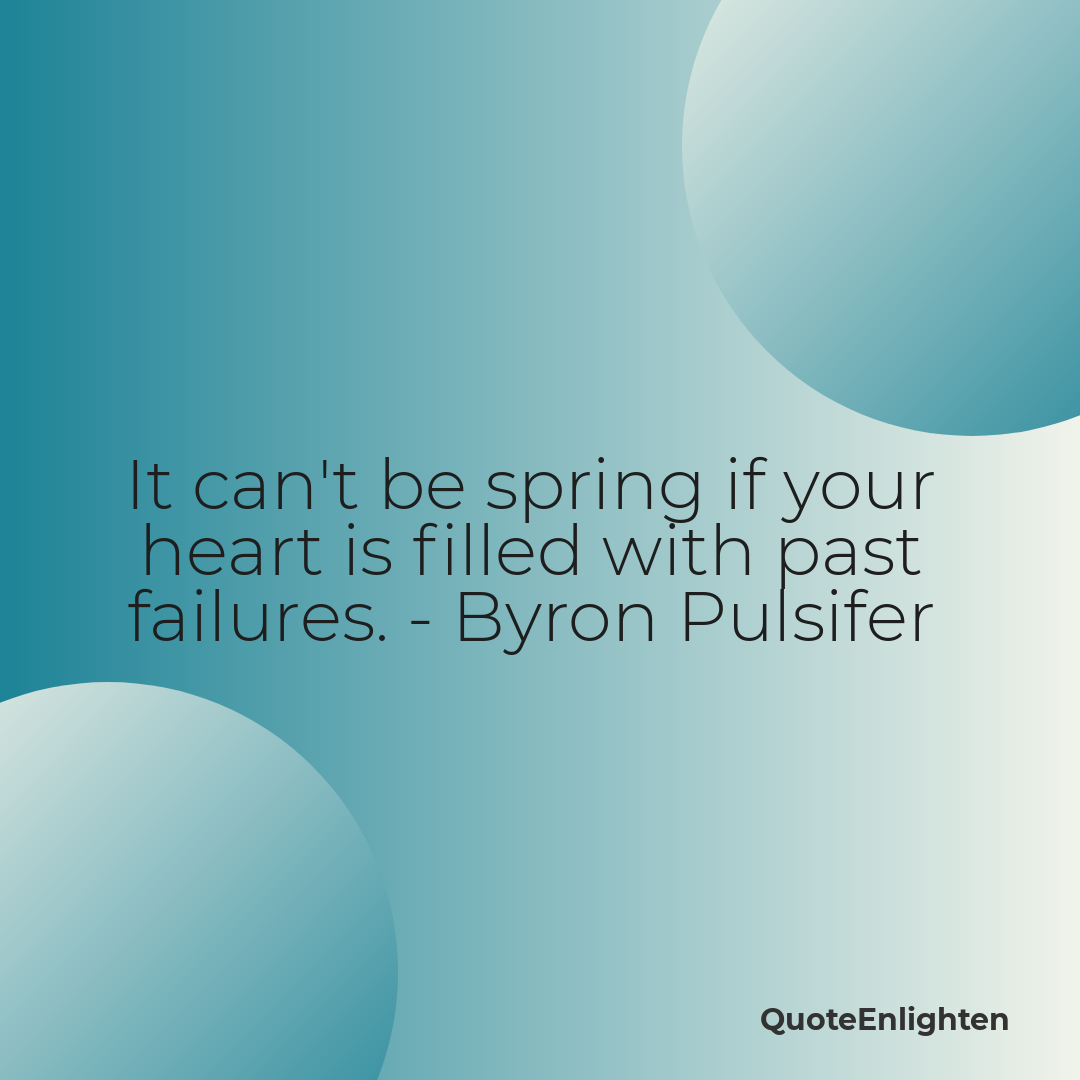 It can't be spring if your
heart is filled with past
failures. - Byron Pulsifer
QuoteEnlighten